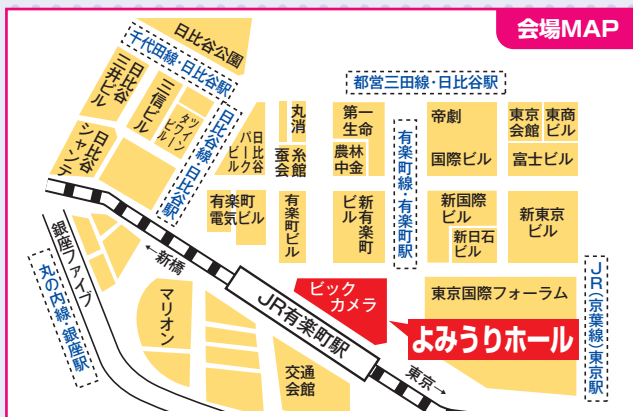 会場MAP
日比谷公園
千代田線・日比谷駅
都営三田線・日比谷駅
日比谷
三井ビル
三信ビル
ツイン
タワービル
日比谷線・日比谷駅
日比谷
パーク
ビル
丸消
蚕糸
会館
第一
生命
農林
中金
有楽町線・有楽町駅
帝劇
国際ビル
東京
会館
東商
ビル
富士ビル
日比谷
シャンテ
有楽町
電気ビル
有楽町ビル
新有楽町
ビル
新国際
ビル
新日石
ビル
新東京
ビル
銀座ファイブ
←新橋
丸の内線・銀座駅
マリオン
JR有楽町駅
ビック
カメラ
東京国際フォーラム
JR(京葉線)東京駅
よみうりホール
交通
会館
東京→